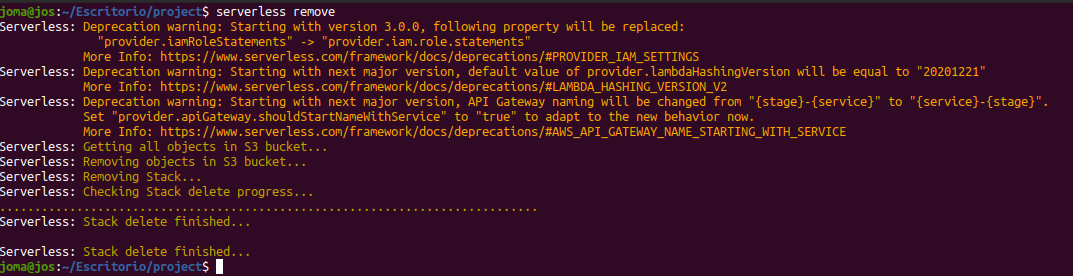 joma@jos:~/Escritorio/project$ serverless remove
Serverless: Deprecation warning: Starting with version 3.0.0, following property will be replaced:
"provider.iamRoleStatements" -> "provider.iam.role.statements"
More Info: https://www.serverless.com/framework/docs/deprecations/#PROVIDER_IAM_SETTINGS
Serverless: Deprecation warning: Starting with next major version, default value of provider.lambdaHashingVersion will be equal to "20201221"
More Info: https://www.serverless.com/framework/docs/deprecations/#LAMBDA_HASHING_VERSION_V2
Serverless: Deprecation warning: Starting with next major version, API Gateway naming will be changed from "{stage}-{service}" to "{service}-{stage}".
Set "provider.apiGateway.shouldStartNameWithService" to "true" to adapt to the new behavior now.
More Info: https://www.serverless.com/framework/docs/deprecations/#AWS_API_GATEWAY_NAME_STARTING_WITH_SERVICE
Serverless: Getting all objects in S3 bucket...
Serverless: Removing objects in S3 bucket...
Serverless: Removing Stack...
Serverless: Checking Stack delete progress...
.............................................................................
Serverless: Stack delete finished...
Serverless: Stack delete finished...
joma@jos:~/Escritorio/project$